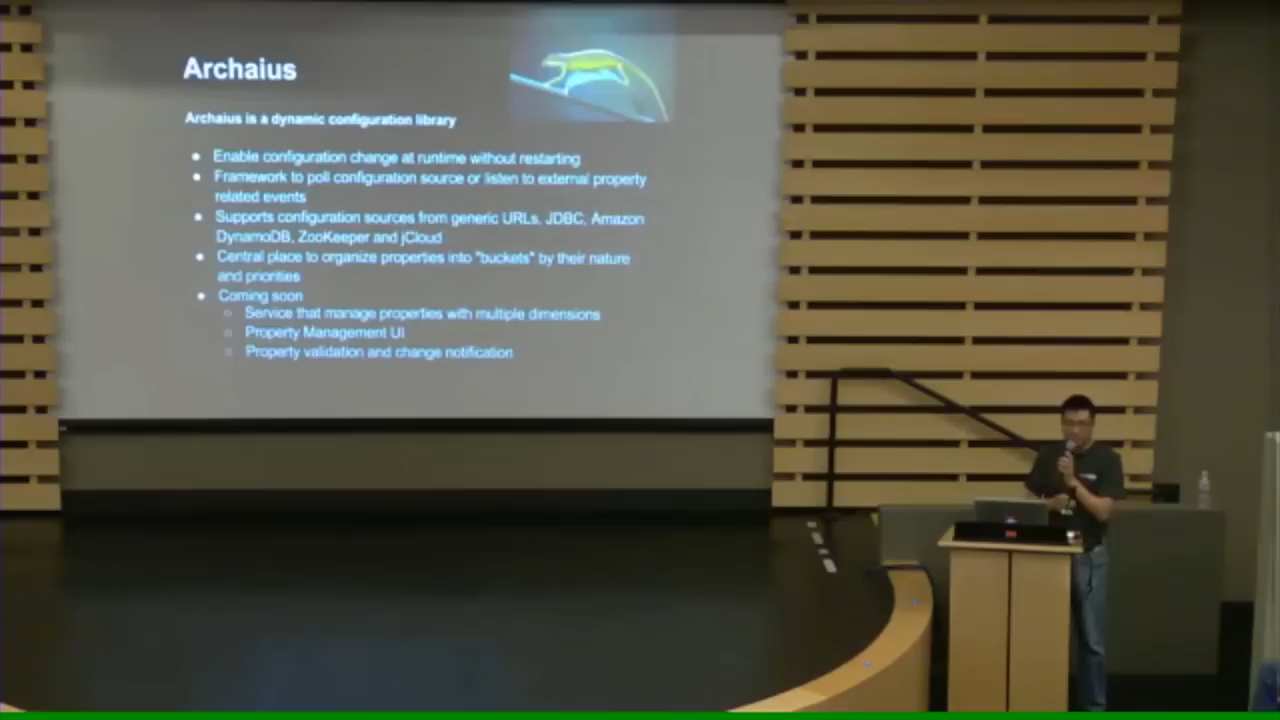 Archaius
Archaius is a dynamic configuration library
● Enable configuration change at runtime without restarting
● Framework to poll configuration source or listen to external property
related events
● Supports configuration sources from generic URLs, JDBC, Amazon
DynamoDB, ZooKeeper and jCloud
● Central place to organize properties into "buckets" by their nature
and priorities
● Coming soon
○ Service that manage properties with multiple dimensions
○ Property Management UI
○ Property validation and change notification